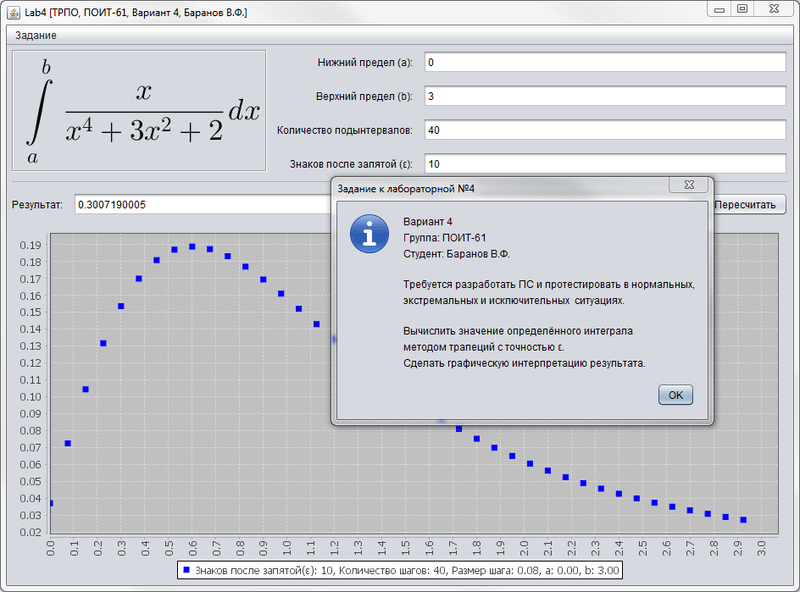 Lab4 [ТРПО, ПОИТ-61, Вариант 4, Баранов В.Ф.]
Задание
b
∫
a
x
x⁴ + 3x² + 2
dx
Нижний предел (a):
0
Верхний предел (b):
3
Количество подынтервалов:
40
Знаков после запятой (ε):
10
Результат:
0.3007190005
Пересчитать
Задание к лабораторной №4
Вариант 4
Группа: ПОИТ-61
Студент: Баранов В.Ф.
Требуется разработать ПС и протестировать в нормальных,
экстремальных и исключительных ситуациях.
Вычислить значение определённого интеграла
методом трапеций с точностью ε.
Сделать графическую интерпретацию результата.
OK
0.19
0.18
0.17
0.16
0.15
0.14
0.13
0.12
0.11
0.10
0.09
0.08
0.07
0.06
0.05
0.04
0.03
0.02
0.0 0.1 0.2 0.3 0.4 0.5 0.6 0.7 0.8 0.9 1.0 1.1 1.2 1.3 1.4 1.5 1.6 1.7 1.8 1.9 2.0 2.1 2.2 2.3 2.4 2.5 2.6 2.7 2.8 2.9 3.0
Знаков после запятой(ε): 10, Количество шагов: 40, Размер шага: 0.08, a: 0.00, b: 3.00